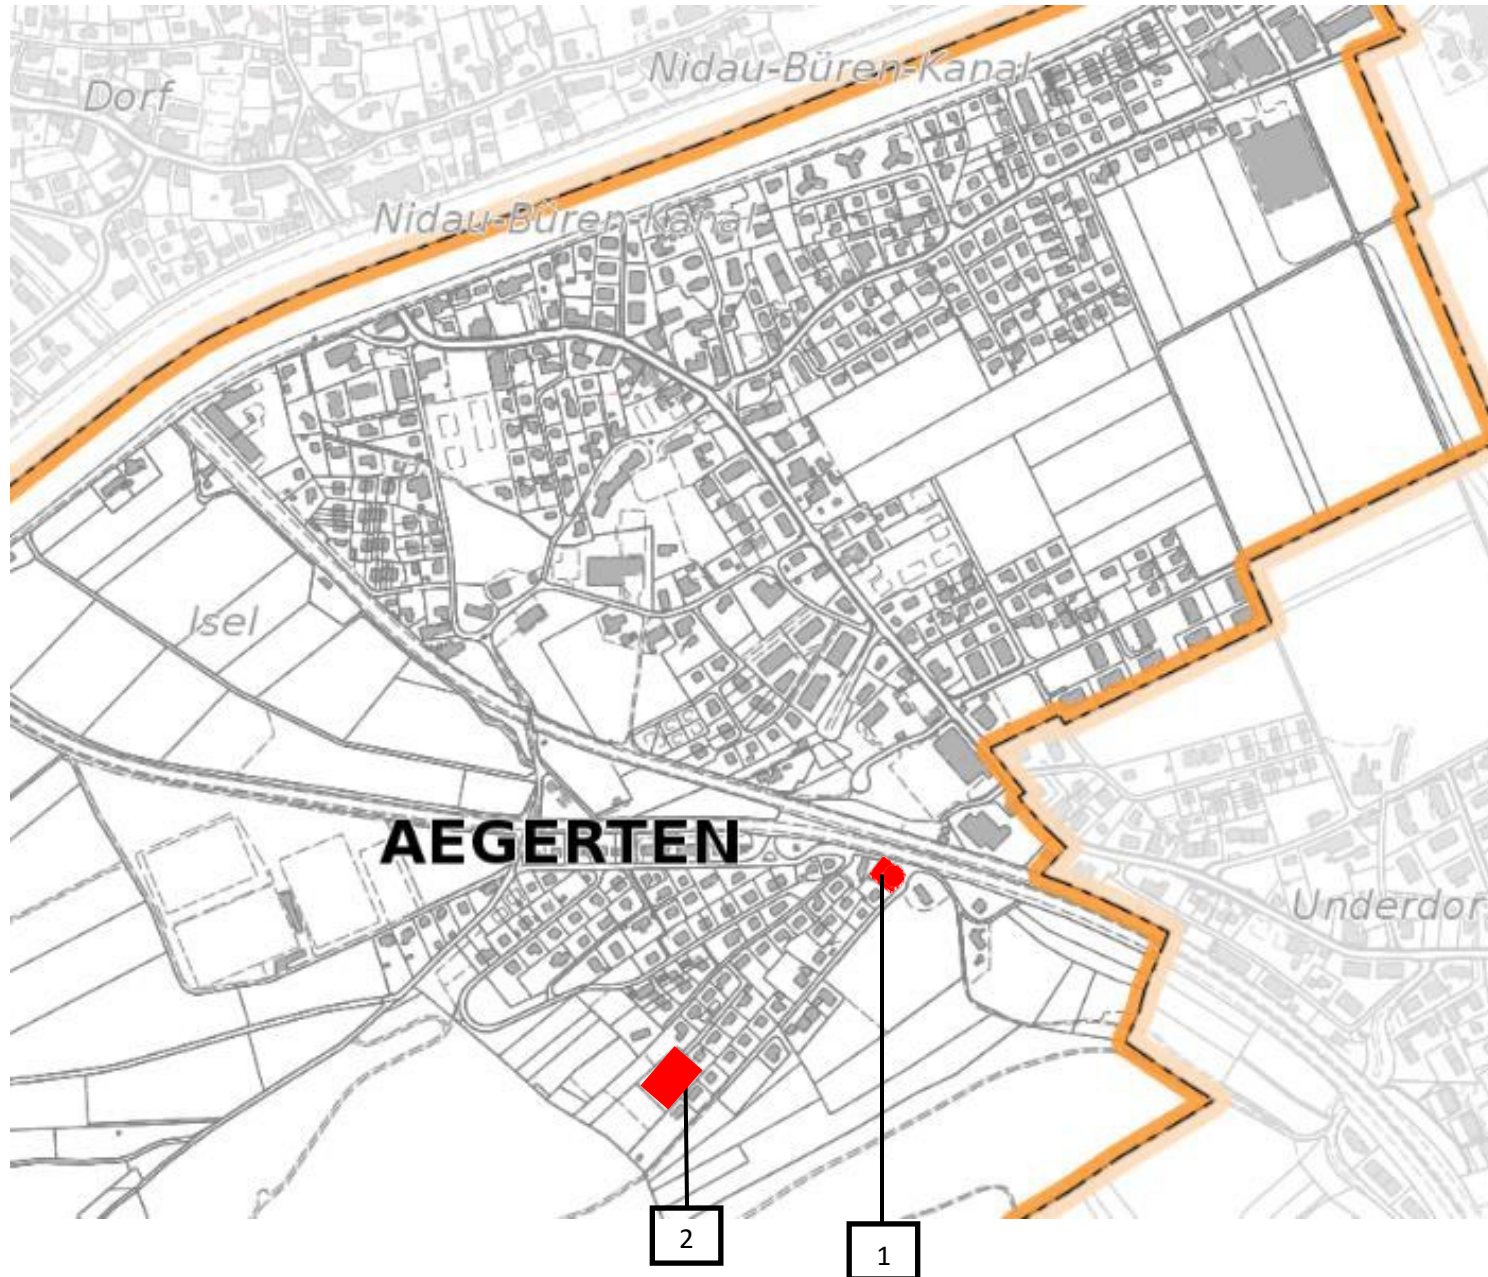 Nidau-Büren-Kanal
Dorf
Nidau-Büren-Kanal
Isel
AEGERTEN
Underdor
2
1